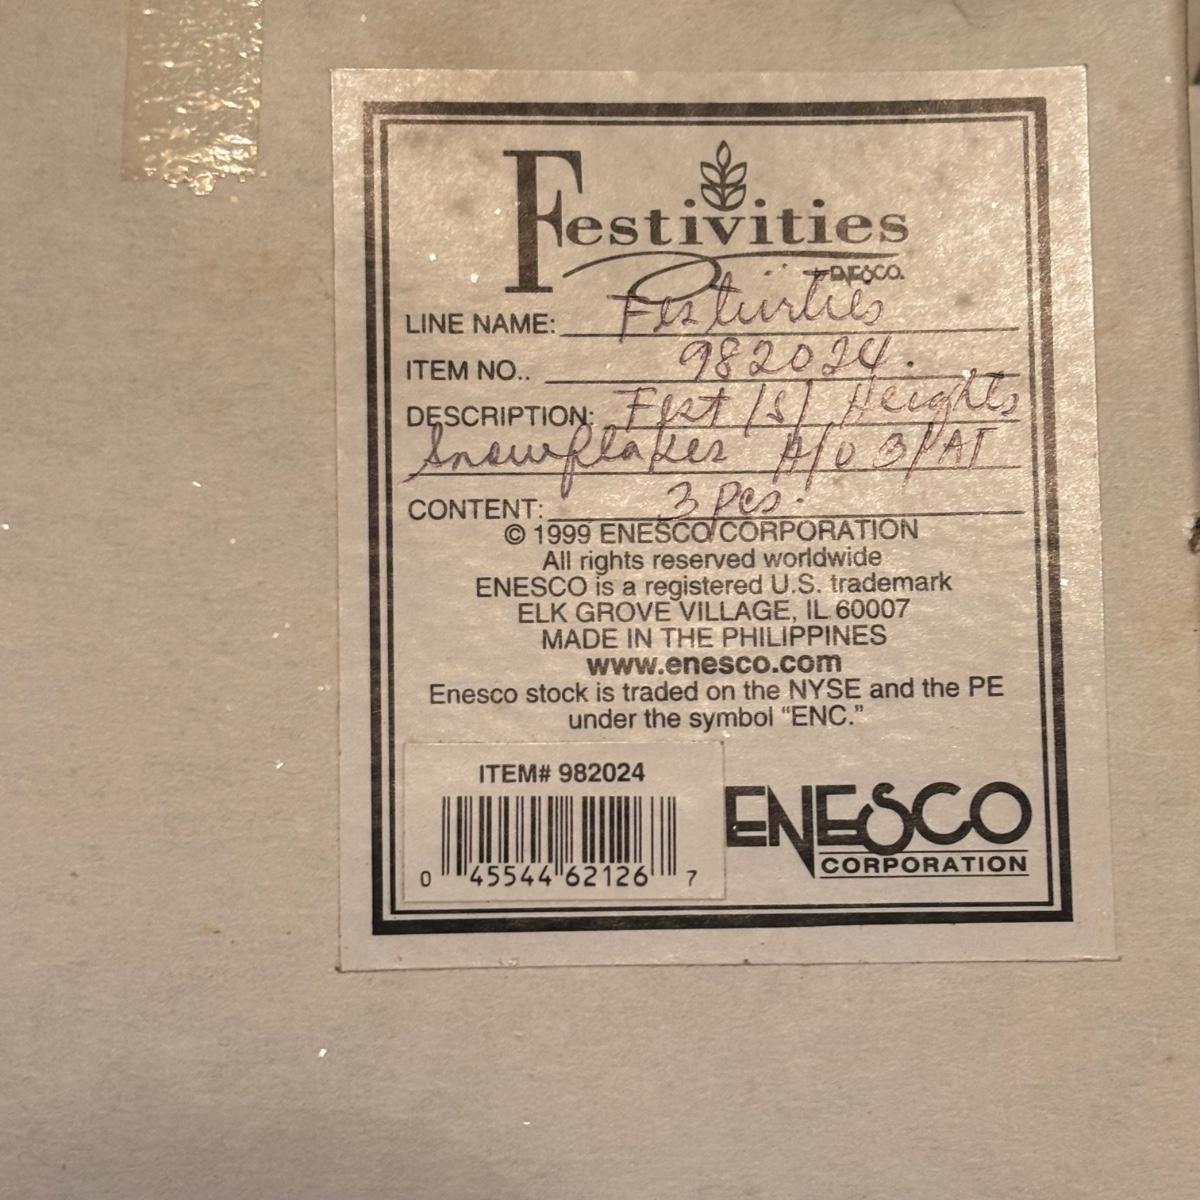 Festivities
ENESCO.
LINE NAME: Festivities
ITEM NO.. 982024.
DESCRIPTION: Fest /S/ Heights
Snowflakes A/O 3/AT
CONTENT: 3 Pcs.
© 1999 ENESCO CORPORATION
All rights reserved worldwide
ENESCO is a registered U.S. trademark
ELK GROVE VILLAGE, IL 60007
MADE IN THE PHILIPPINES
www.enesco.com
Enesco stock is traded on the NYSE and the PE
under the symbol “ENC.”
ITEM# 982024
0 45544 62126 7
ENESCO
CORPORATION